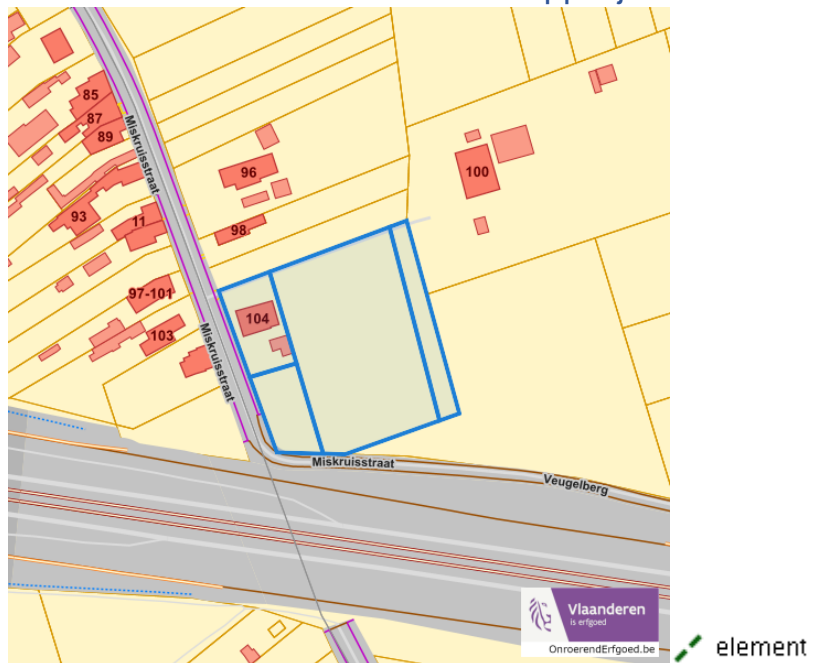 85
87
89
Miskruisstraat
96
100
93
11
98
97-101
104
103
Miskruisstraat
Miskruisstraat
Veugelberg
Vlaanderen
is erfgoed
OnroerendErfgoed.be
element